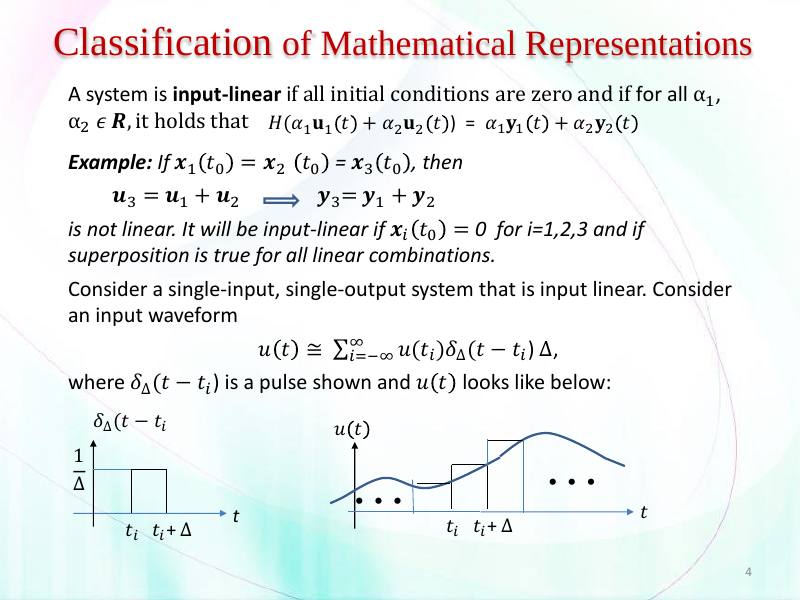 Classification of Mathematical Representations
A system is input-linear if all initial conditions are zero and if for all α₁,
α₂ ϵ R, it holds that H(α₁u₁(t) + α₂u₂(t)) = α₁y₁(t) + α₂y₂(t)
Example: If x₁(t₀) = x₂ (t₀) = x₃(t₀), then
u₃ = u₁ + u₂ ⟹ y₃= y₁ + y₂
is not linear. It will be input-linear if xᵢ(t₀) = 0 for i=1,2,3 and if
superposition is true for all linear combinations.
Consider a single-input, single-output system that is input linear. Consider
an input waveform
u(t) ≅ ∑_{i=−∞}^{∞} u(tᵢ)δ_Δ(t − tᵢ) Δ,
where δ_Δ(t − tᵢ) is a pulse shown and u(t) looks like below:
δ_Δ(t − tᵢ
1
Δ
t
tᵢ tᵢ+ Δ
u(t)
• • •
• • •
t
tᵢ tᵢ+ Δ
4